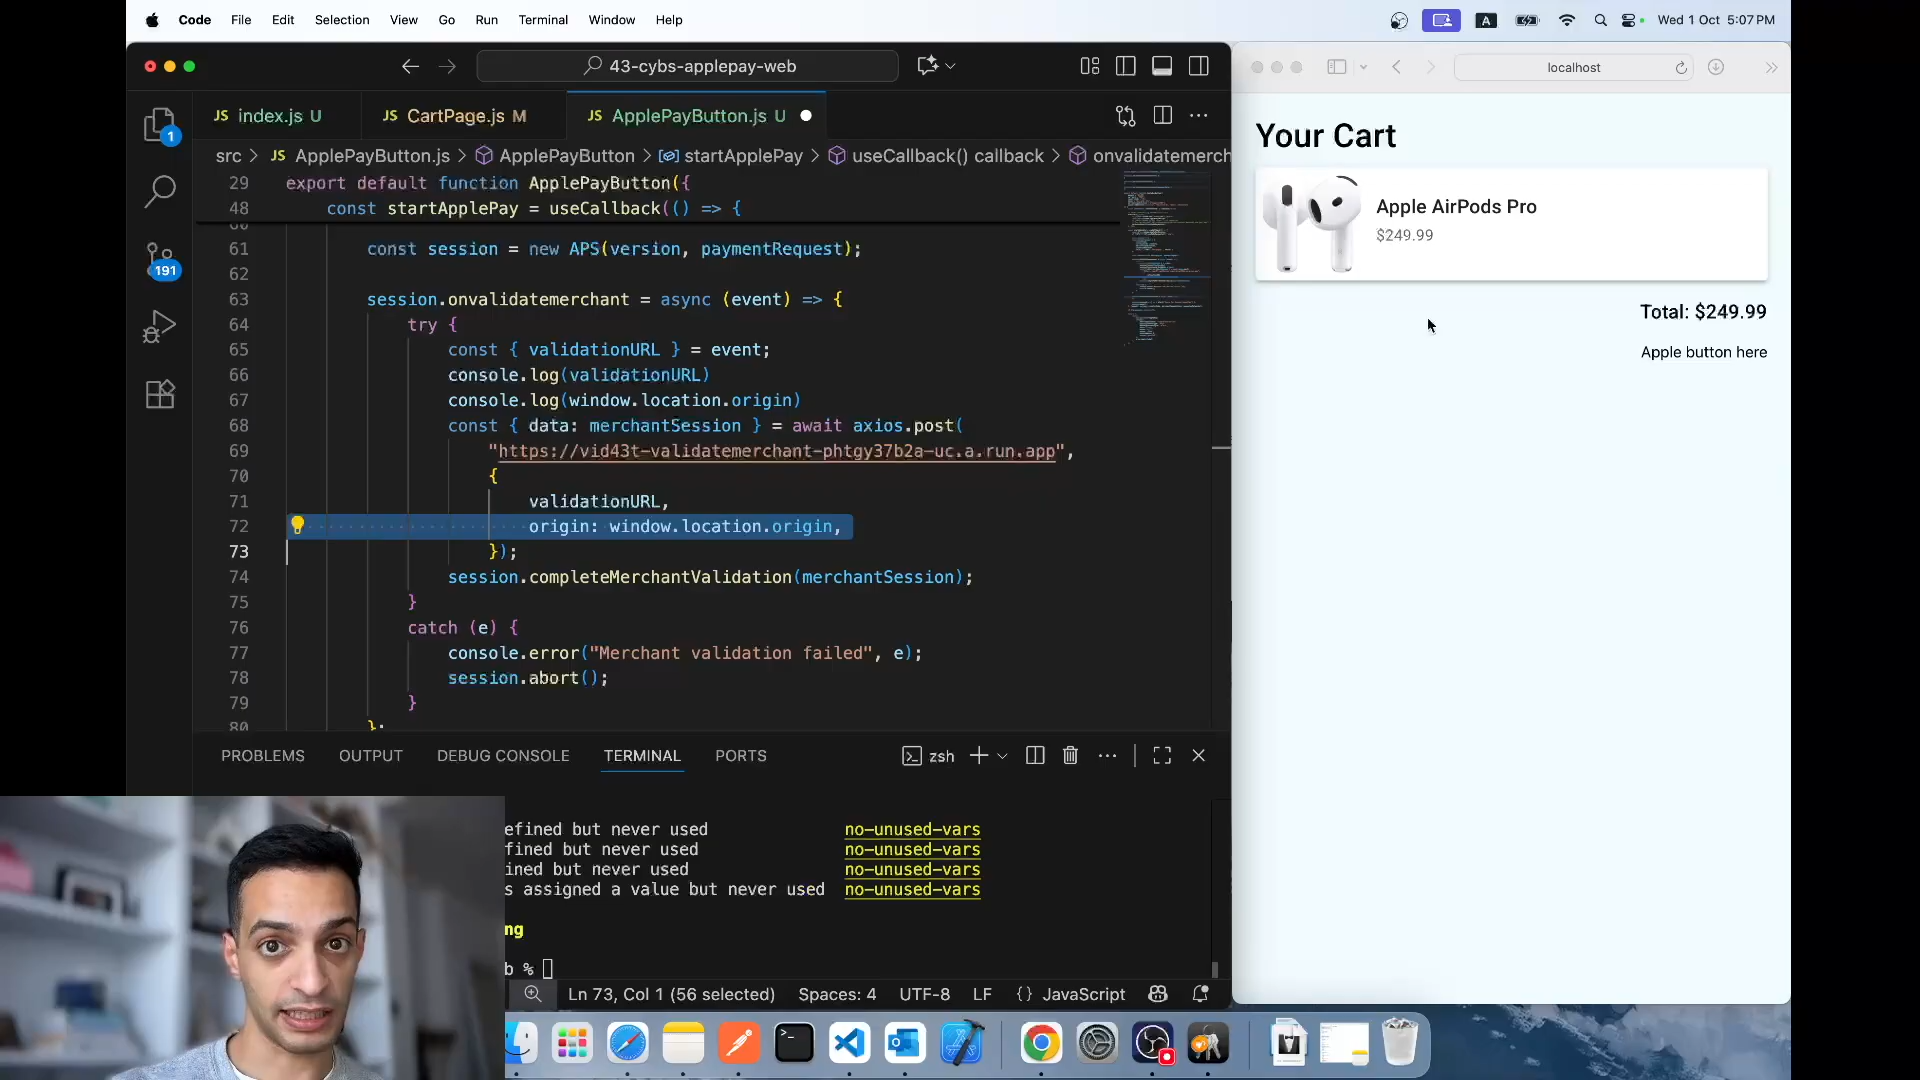 Code File Edit Selection View Go Run Terminal Window Help
A
Wed 1 Oct 5:07 PM
43-cybs-applepay-web
localhost
JS index.js U
JS CartPage.js M
JS ApplePayButton.js U
1
191
src > JS ApplePayButton.js > ApplePayButton > startApplePay > useCallback() callback > onvalidatemerch
29 export default function ApplePayButton({
48 const startApplePay = useCallback(() => {
60
61 const session = new APS(version, paymentRequest);
62
63 session.onvalidatemerchant = async (event) => {
64 try {
65 const { validationURL } = event;
66 console.log(validationURL)
67 console.log(window.location.origin)
68 const { data: merchantSession } = await axios.post(
69 "https://vid43t-validatemerchant-phtgy37b2a-uc.a.run.app",
70 {
71 validationURL,
72 origin: window.location.origin,
73 });
74 session.completeMerchantValidation(merchantSession);
75 }
76 catch (e) {
77 console.error("Merchant validation failed", e);
78 session.abort();
79 }
80 };
PROBLEMS OUTPUT DEBUG CONSOLE TERMINAL PORTS
zsh
efined but never used no-unused-vars
fined but never used no-unused-vars
ined but never used no-unused-vars
s assigned a value but never used no-unused-vars
ng
b %
Ln 73, Col 1 (56 selected) Spaces: 4 UTF-8 LF {} JavaScript
Your Cart
Apple AirPods Pro
$249.99
Total: $249.99
Apple button here